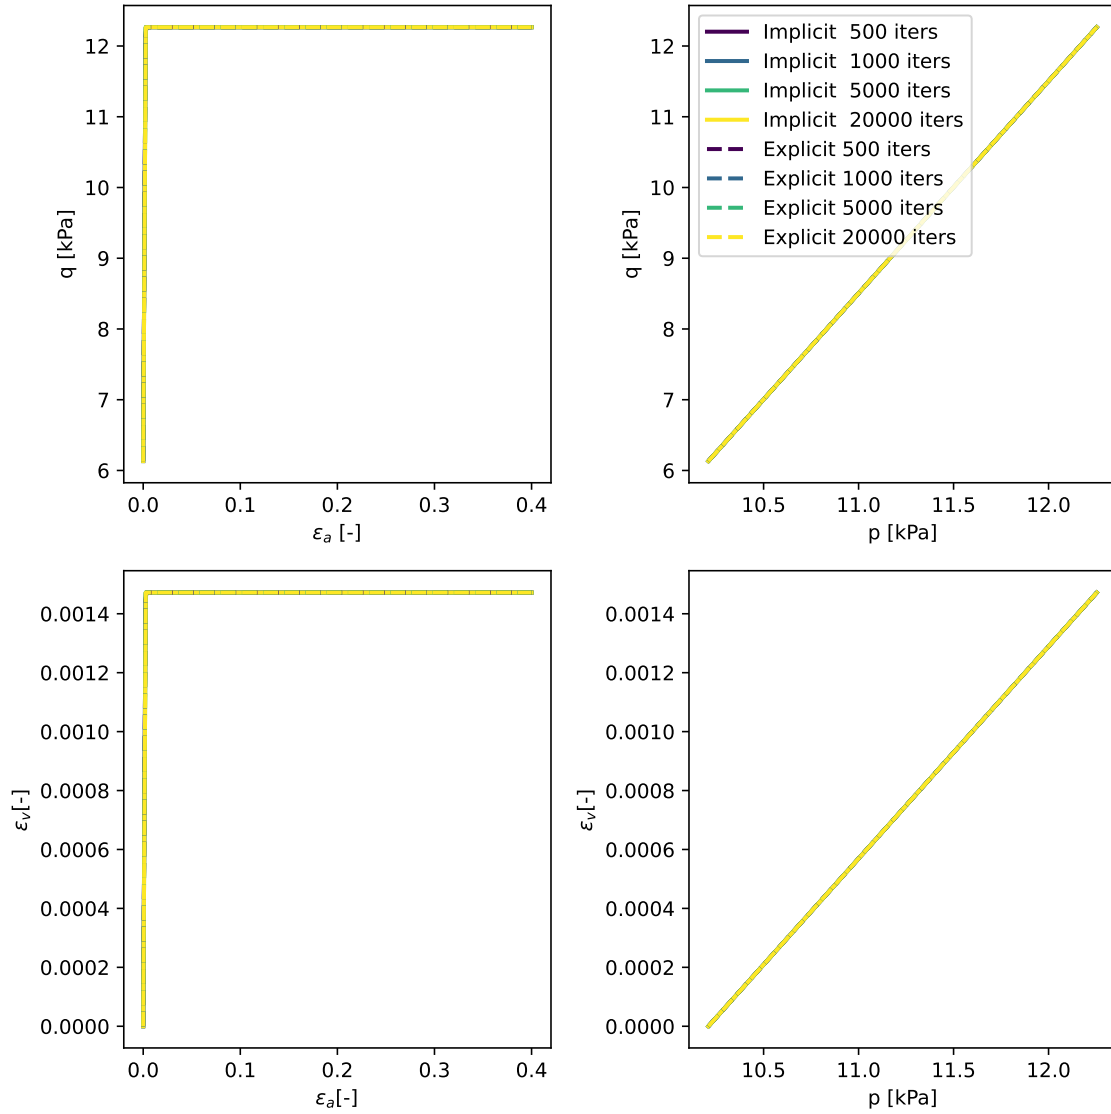 12
11
10
9
8
7
6
q [kPa]
0.0 0.1 0.2 0.3 0.4
εₐ [-]
12
11
10
9
8
7
6
q [kPa]
Implicit  500 iters
Implicit  1000 iters
Implicit  5000 iters
Implicit  20000 iters
Explicit 500 iters
Explicit 1000 iters
Explicit 5000 iters
Explicit 20000 iters
10.5 11.0 11.5 12.0
p [kPa]
0.0014
0.0012
0.0010
0.0008
0.0006
0.0004
0.0002
0.0000
εᵥ[-]
0.0 0.1 0.2 0.3 0.4
εₐ[-]
0.0014
0.0012
0.0010
0.0008
0.0006
0.0004
0.0002
0.0000
εᵥ[-]
10.5 11.0 11.5 12.0
p [kPa]